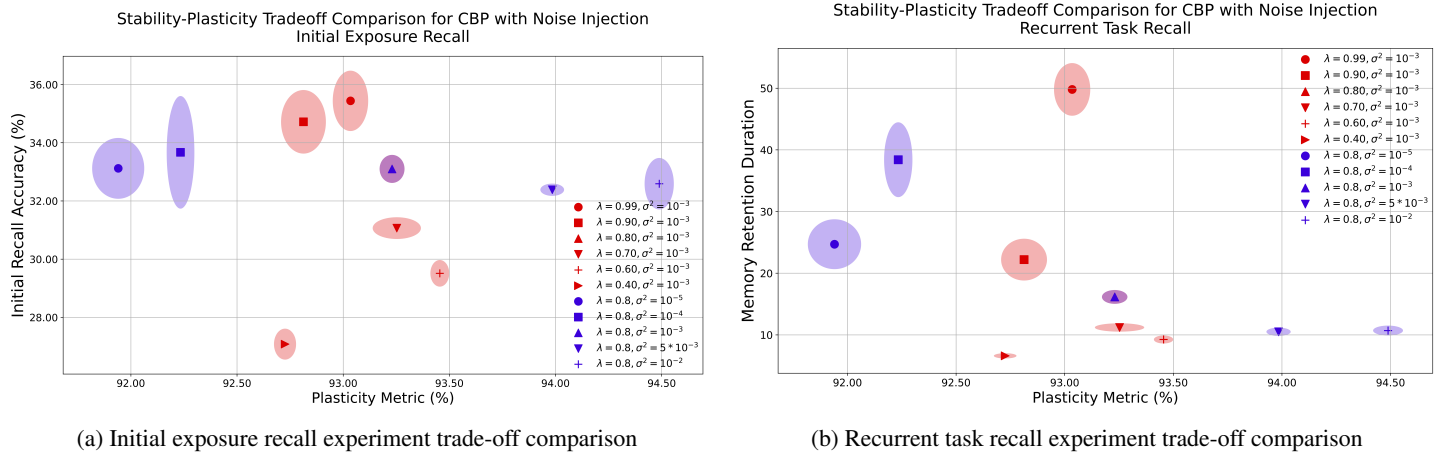 Stability-Plasticity Tradeoff Comparison for CBP with Noise Injection
Initial Exposure Recall
Initial Recall Accuracy (%)
36.00
34.00
32.00
30.00
28.00
λ = 0.99, σ² = 10⁻³
λ = 0.90, σ² = 10⁻³
λ = 0.80, σ² = 10⁻³
λ = 0.70, σ² = 10⁻³
λ = 0.60, σ² = 10⁻³
λ = 0.40, σ² = 10⁻³
λ = 0.8, σ² = 10⁻⁵
λ = 0.8, σ² = 10⁻⁴
λ = 0.8, σ² = 10⁻³
λ = 0.8, σ² = 5 * 10⁻³
λ = 0.8, σ² = 10⁻²
92.00 92.50 93.00 93.50 94.00 94.50
Plasticity Metric (%)
(a) Initial exposure recall experiment trade-off comparison
Stability-Plasticity Tradeoff Comparison for CBP with Noise Injection
Recurrent Task Recall
Memory Retention Duration
50
40
30
20
10
λ = 0.99, σ² = 10⁻³
λ = 0.90, σ² = 10⁻³
λ = 0.80, σ² = 10⁻³
λ = 0.70, σ² = 10⁻³
λ = 0.60, σ² = 10⁻³
λ = 0.40, σ² = 10⁻³
λ = 0.8, σ² = 10⁻⁵
λ = 0.8, σ² = 10⁻⁴
λ = 0.8, σ² = 10⁻³
λ = 0.8, σ² = 5 * 10⁻³
λ = 0.8, σ² = 10⁻²
92.00 92.50 93.00 93.50 94.00 94.50
Plasticity Metric (%)
(b) Recurrent task recall experiment trade-off comparison